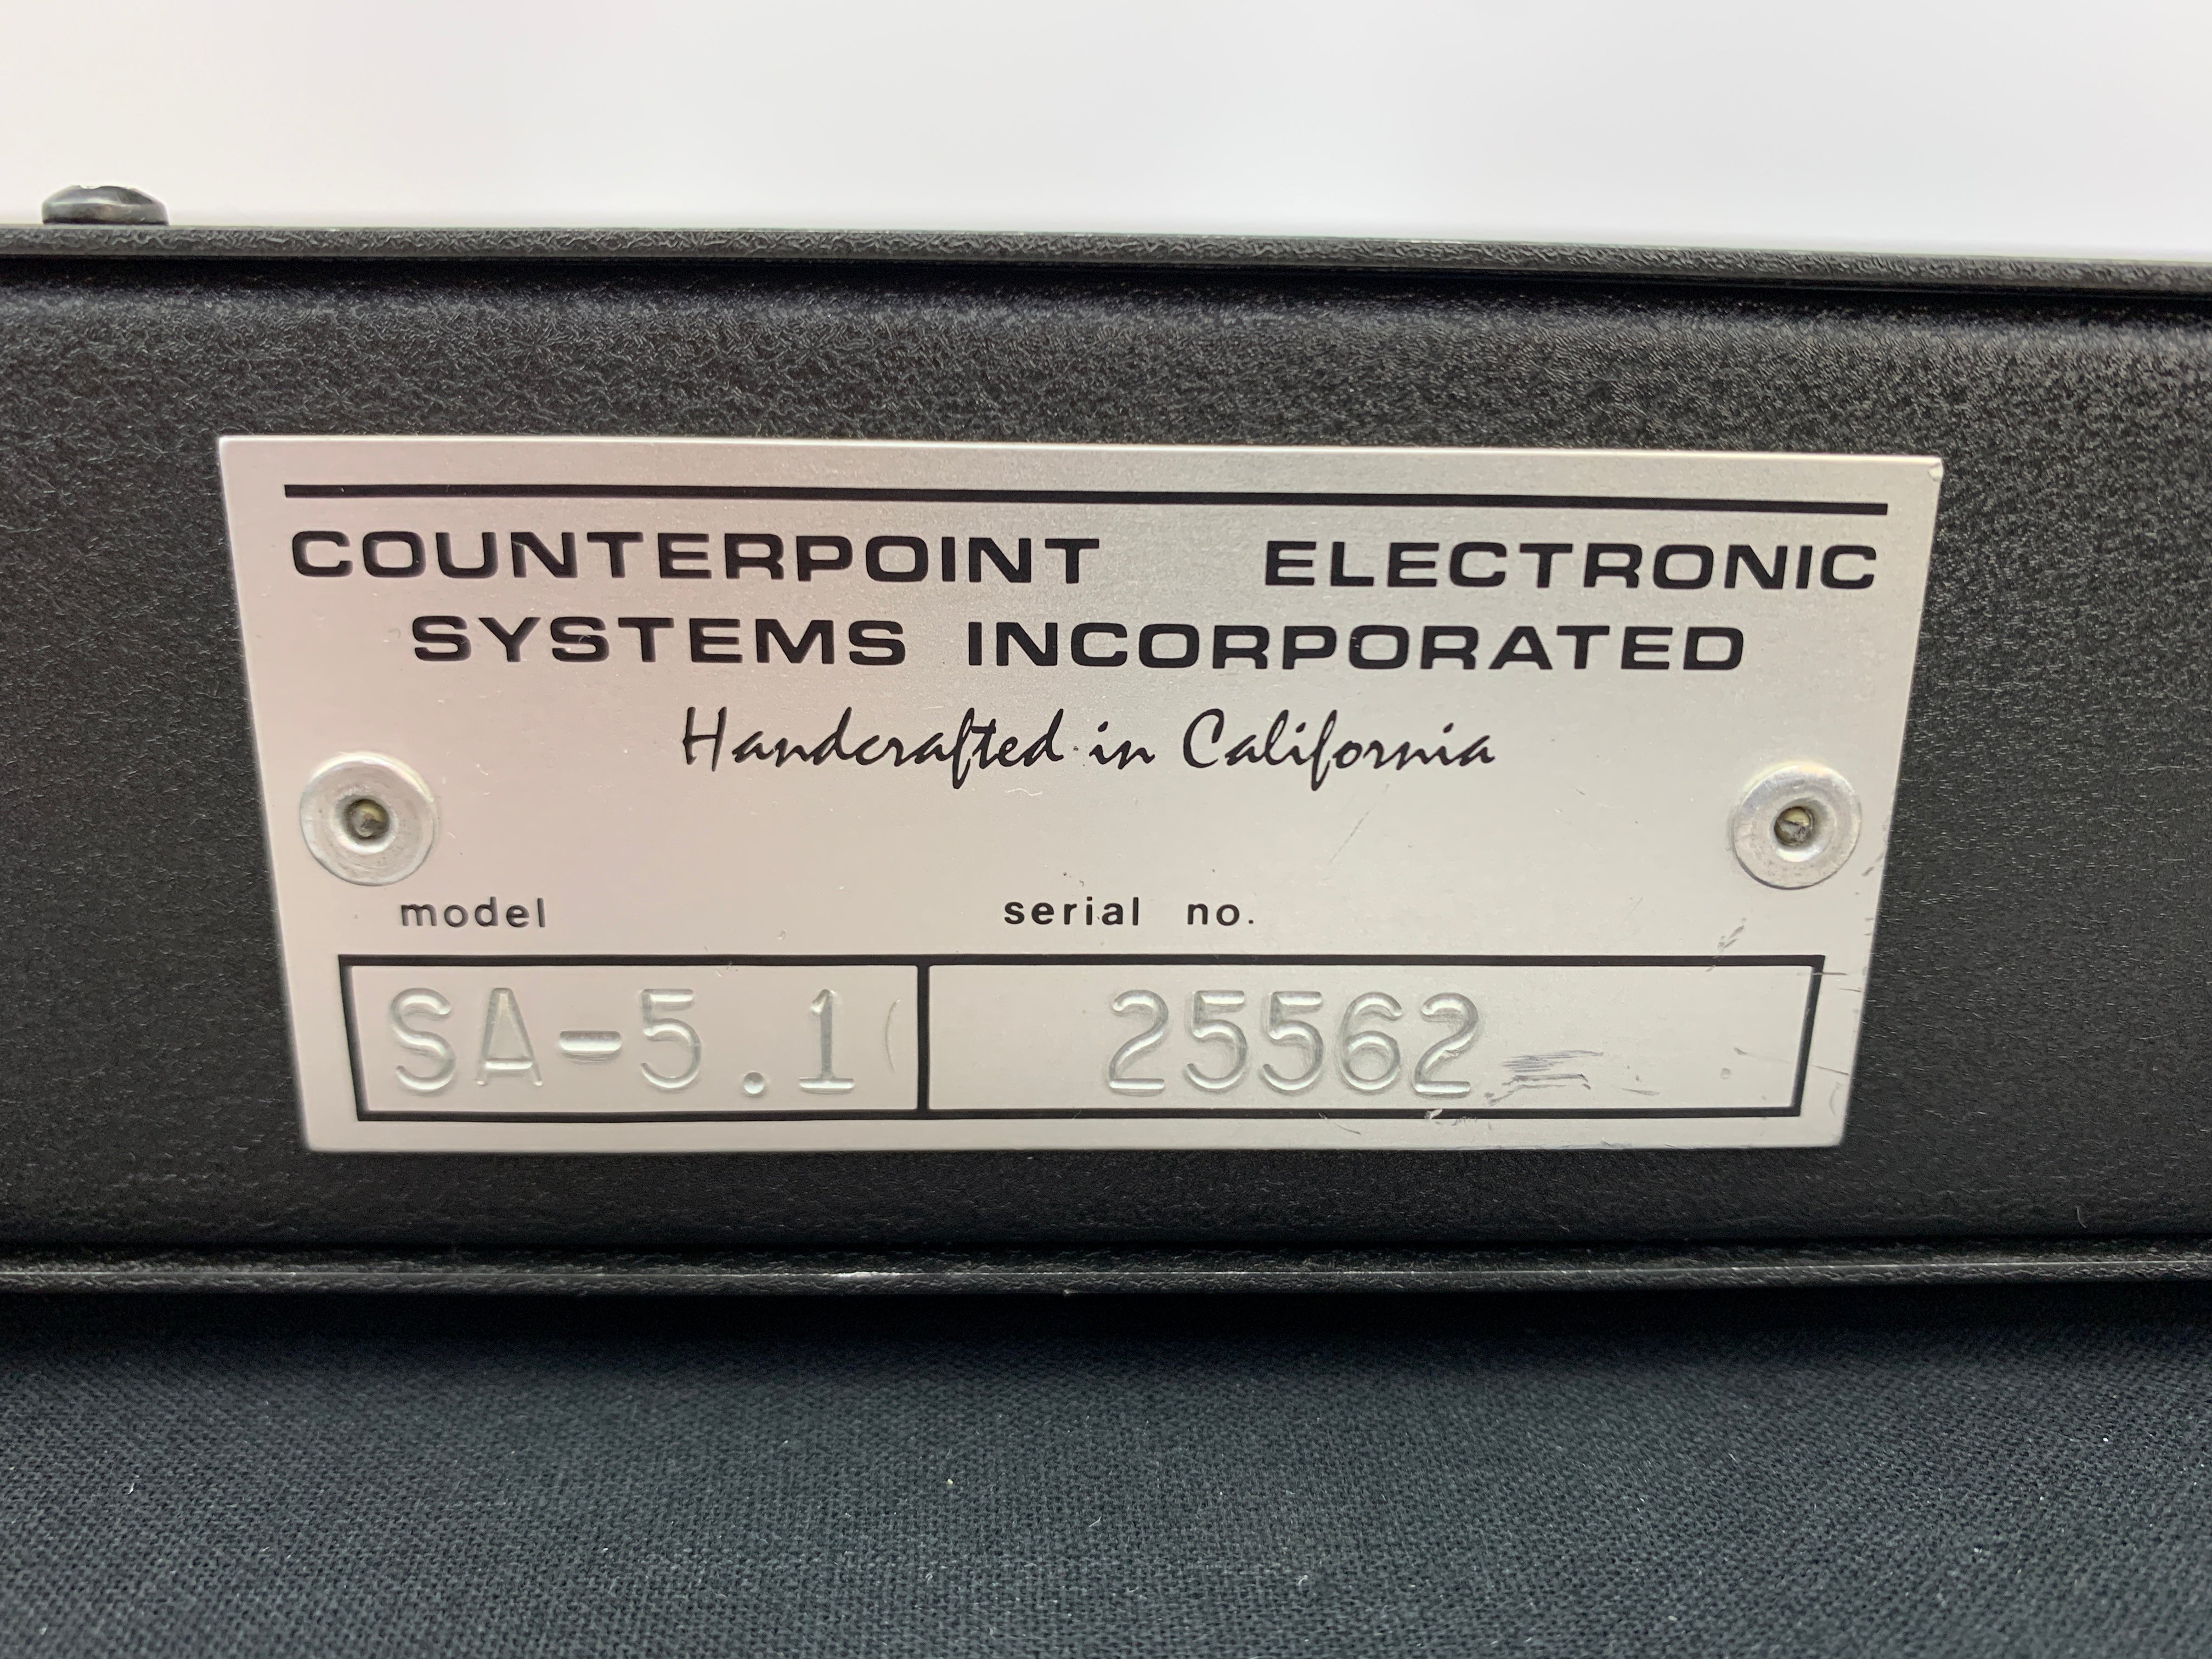 COUNTERPOINT ELECTRONIC
SYSTEMS INCORPORATED
Handcrafted in California
model serial no.
SA-5.1 25562